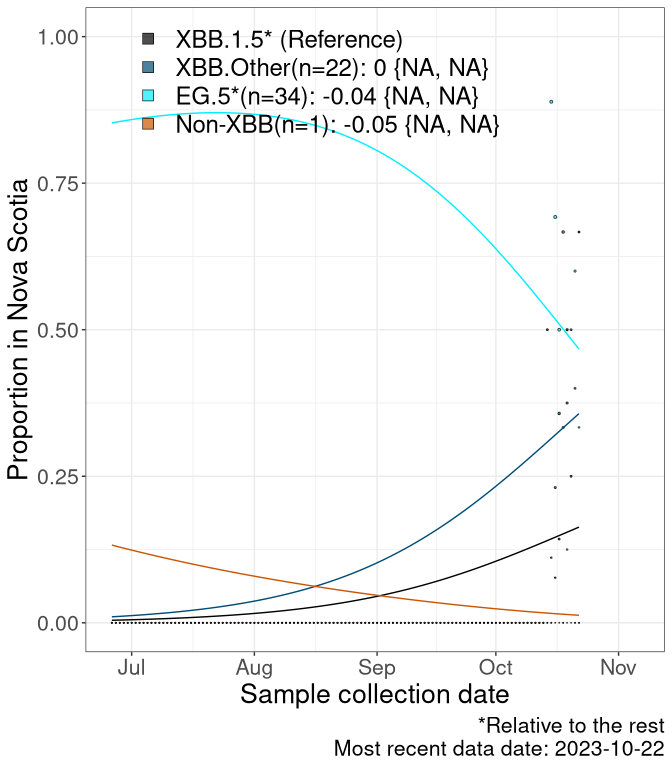 1.00
0.75
0.50
0.25
0.00
Proportion in Nova Scotia
XBB.1.5* (Reference)
XBB.Other(n=22): 0 {NA, NA}
EG.5*(n=34): -0.04 {NA, NA}
Non-XBB(n=1): -0.05 {NA, NA}
Jul Aug Sep Oct Nov
Sample collection date
*Relative to the rest
Most recent data date: 2023-10-22